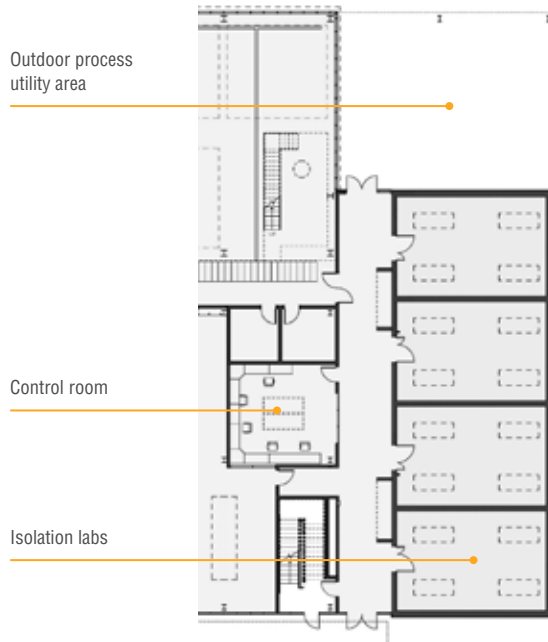 Outdoor process
utility area
Control room
Isolation labs